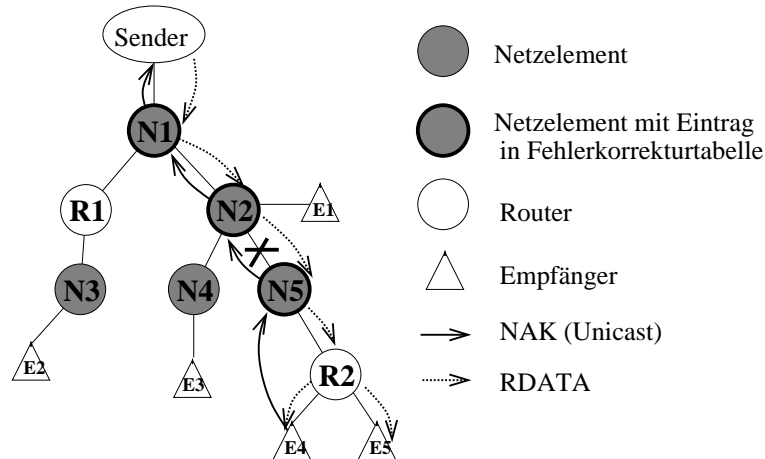 Sender
N1
R1
N2
E1
N3
N4
N5
E2
E3
R2
E4
E5
Netzelement
Netzelement mit Eintrag
in Fehlerkorrekturtabelle
Router
Empfänger
NAK (Unicast)
RDATA